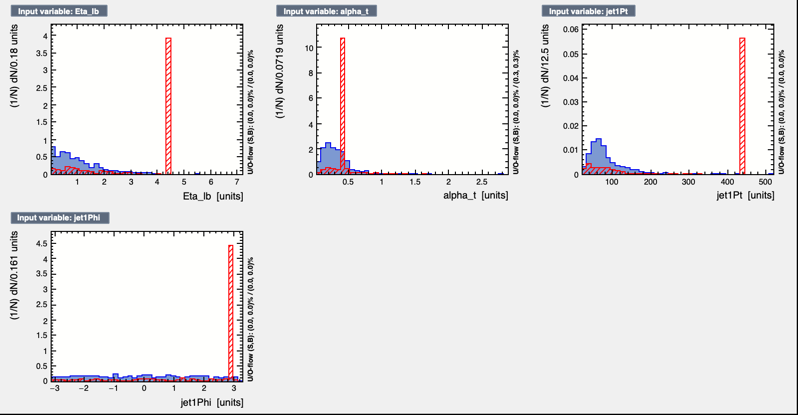 Input variable: Eta_lb
(1/N) dN/0.18 units
4
3.5
3
2.5
2
1.5
1
0.5
0
1 2 3 4 5 6 7
Eta_lb [units]
U/O-flow (S,B): (0.0, 0.0)% / (0.0, 0.0)%
Input variable: alpha_t
(1/N) dN/0.0719 units
10
8
6
4
2
0
0.5 1 1.5 2 2.5
alpha_t [units]
U/O-flow (S,B): (0.0, 0.0)% / (0.3, 0.3)%
Input variable: jet1Pt
(1/N) dN/12.5 units
0.06
0.05
0.04
0.03
0.02
0.01
0
100 200 300 400 500
jet1Pt [units]
U/O-flow (S,B): (0.0, 0.0)% / (0.0, 0.0)%
Input variable: jet1Phi
(1/N) dN/0.161 units
4.5
4
3.5
3
2.5
2
1.5
1
0.5
0
−3 −2 −1 0 1 2 3
jet1Phi [units]
U/O-flow (S,B): (0.0, 0.0)% / (0.0, 0.0)%